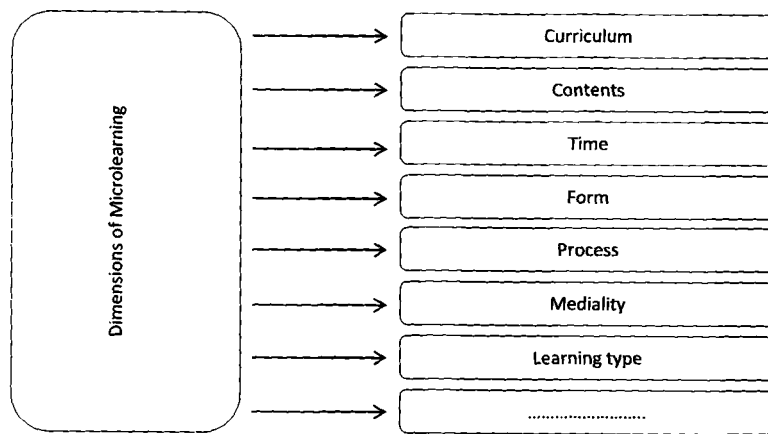 Dimensions of Microlearning
Curriculum
Contents
Time
Form
Process
Mediality
Learning type
........................